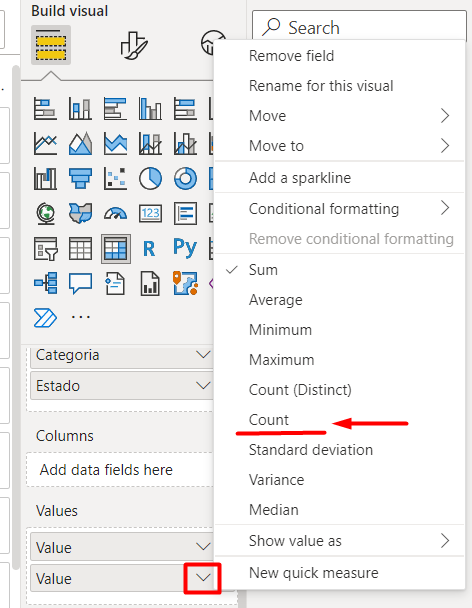 Build visual
Search
Remove field
Rename for this visual
Move
Move to
Add a sparkline
Conditional formatting
Remove conditional formatting
Sum
Average
Minimum
Maximum
Count (Distinct)
Count
Standard deviation
Variance
Median
Show value as
New quick measure
123
R
Py
...
Categoria
Estado
Columns
Add data fields here
Values
Value
Value